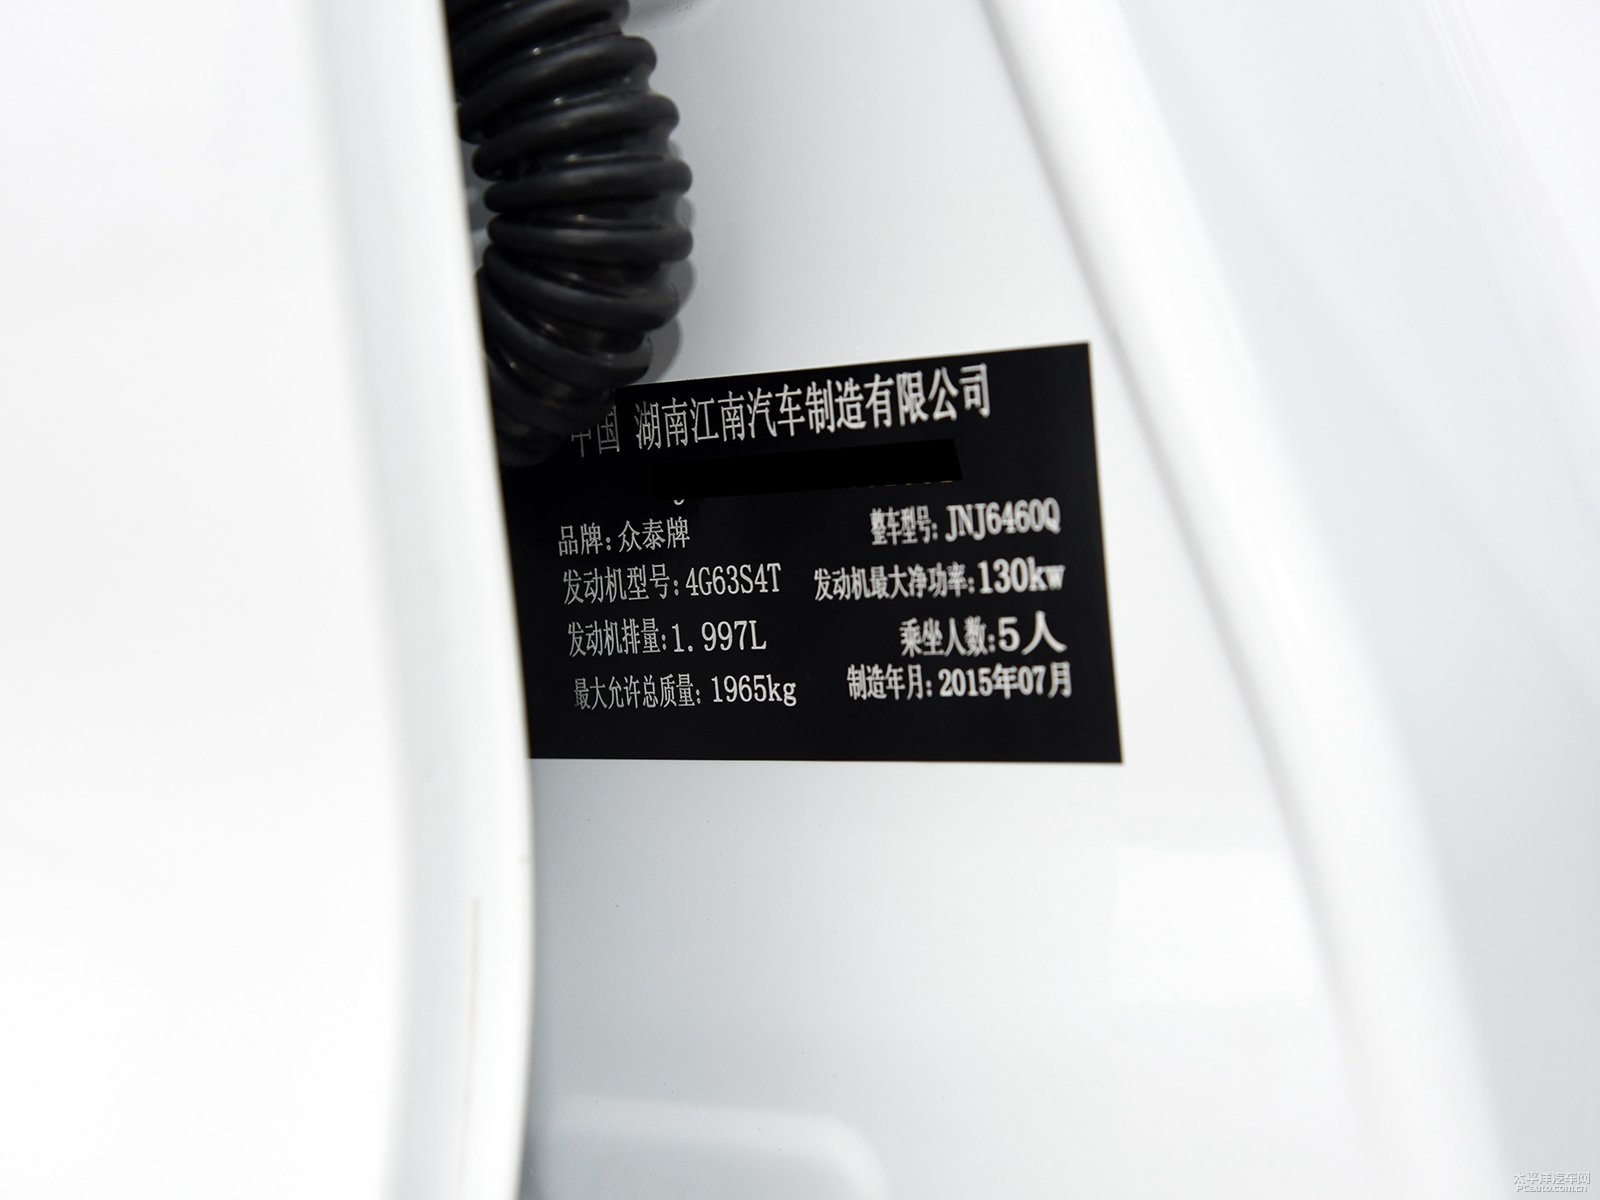 中国 湖南江南汽车制造有限公司
品牌：众泰牌 整车型号：JNJ6460Q
发动机型号：4G63S4T 发动机最大净功率：130kw
发动机排量：1.997L 乘坐人数：5人
最大允许总质量：1965kg 制造年月：2015年07月
太平洋汽车网
PCauto.com.cn